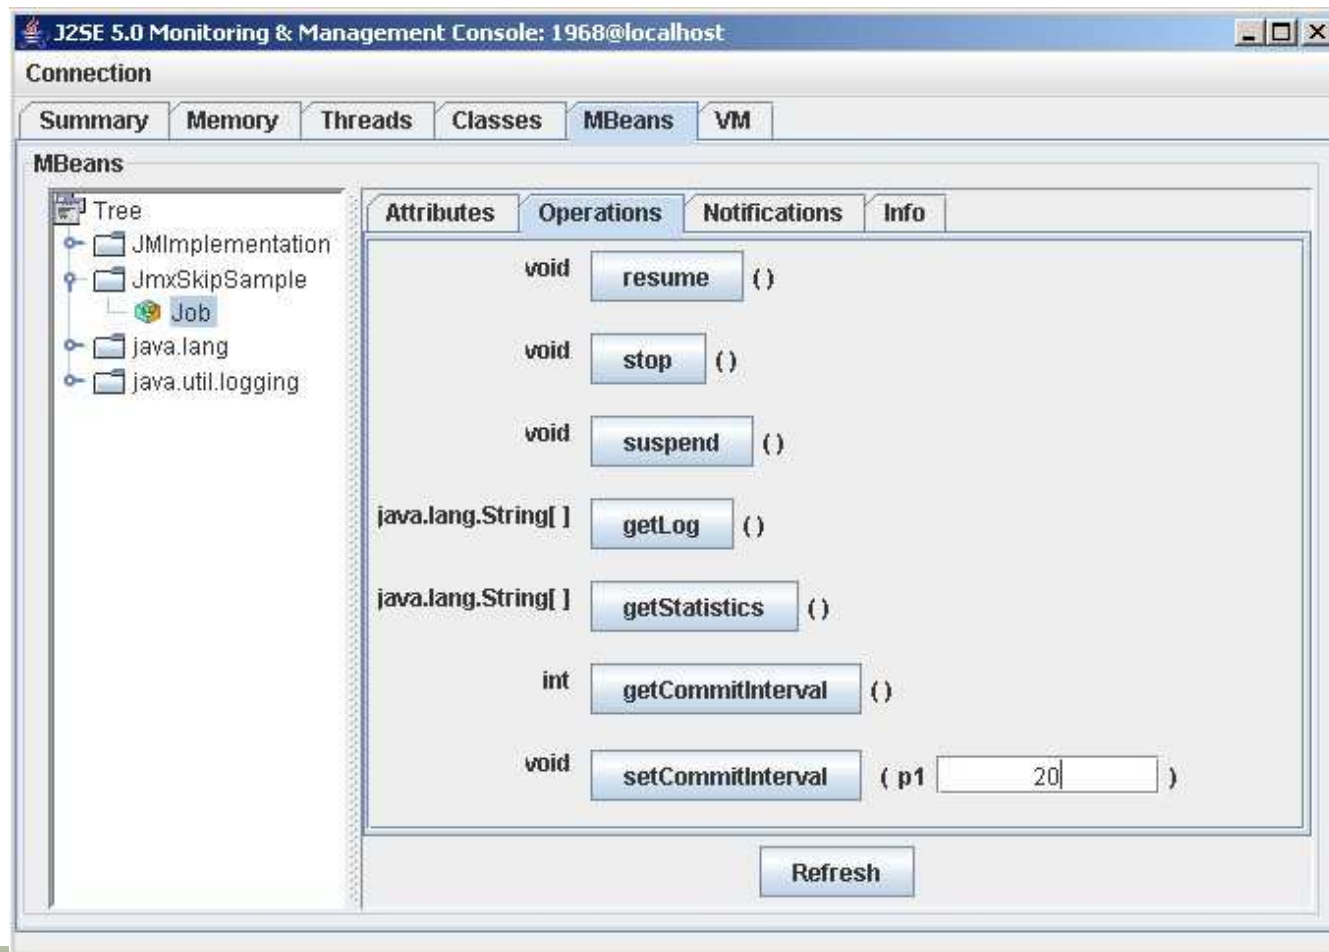 J2SE 5.0 Monitoring & Management Console: 1968@localhost
Connection
Summary Memory Threads Classes MBeans VM
MBeans
Tree
JMImplementation
JmxSkipSample
Job
java.lang
java.util.logging
Attributes Operations Notifications Info
void resume ( )
void stop ( )
void suspend ( )
java.lang.String[ ] getLog ( )
java.lang.String[ ] getStatistics ( )
int getCommitInterval ( )
void setCommitInterval ( p1 20 )
Refresh